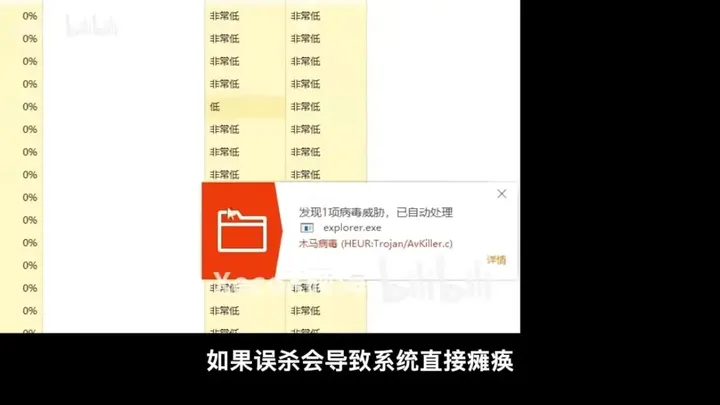 bilibili
0% 非常低 非常低
0% 非常低 非常低
0% 非常低 非常低
0% 非常低 非常低
0% 低 非常低
0% 非常低 非常低
0% 非常低 非常低
0% 非常低 非常低
0%
发现1项病毒威胁，已自动处理
0%
explorer.exe
木马病毒 (HEUR:Trojan/AvKiller.c)
0%
0%
详情
bilibili
0% 非常低 非常低
0% 非常低 非常低
0% 非常低 非常低
如果误杀会导致系统直接瘫痪